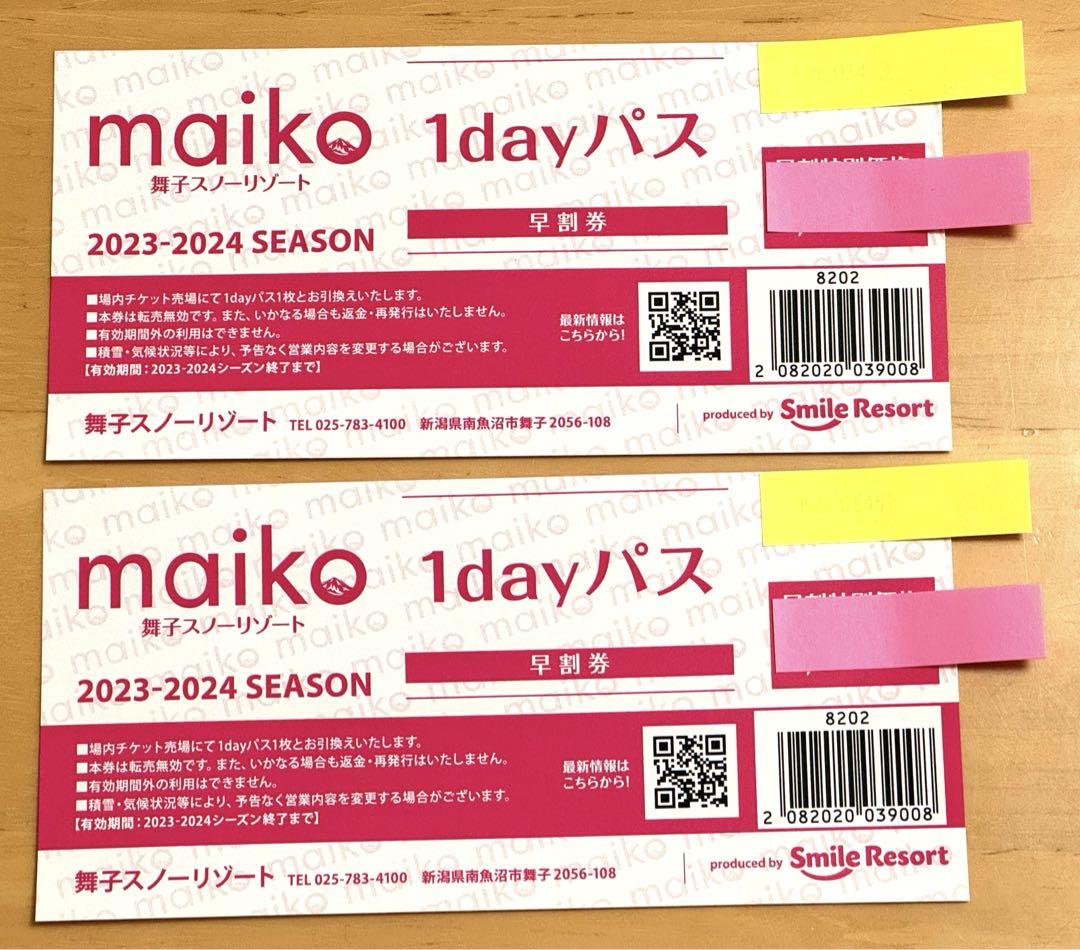 maiko
舞子スノーリゾート
2023-2024 SEASON
1dayパス
早割券
■場内チケット売場にて1dayパス1枚とお引換えいたします。
■本券は転売無効です。また、いかなる場合も返金・再発行はいたしません。
■有効期間外の利用はできません。
■積雪・気候状況等により、予告なく営業内容を変更する場合がございます。
【有効期間：2023-2024シーズン終了まで】
最新情報は
こちらから!
8202
2 082020 039008
舞子スノーリゾート TEL 025-783-4100 新潟県南魚沼市舞子2056-108
produced by Smile Resort
maiko
舞子スノーリゾート
2023-2024 SEASON
1dayパス
早割券
■場内チケット売場にて1dayパス1枚とお引換えいたします。
■本券は転売無効です。また、いかなる場合も返金・再発行はいたしません。
■有効期間外の利用はできません。
■積雪・気候状況等により、予告なく営業内容を変更する場合がございます。
【有効期間：2023-2024シーズン終了まで】
最新情報は
こちらから!
8202
2 082020 039008
舞子スノーリゾート TEL 025-783-4100 新潟県南魚沼市舞子2056-108
produced by Smile Resort